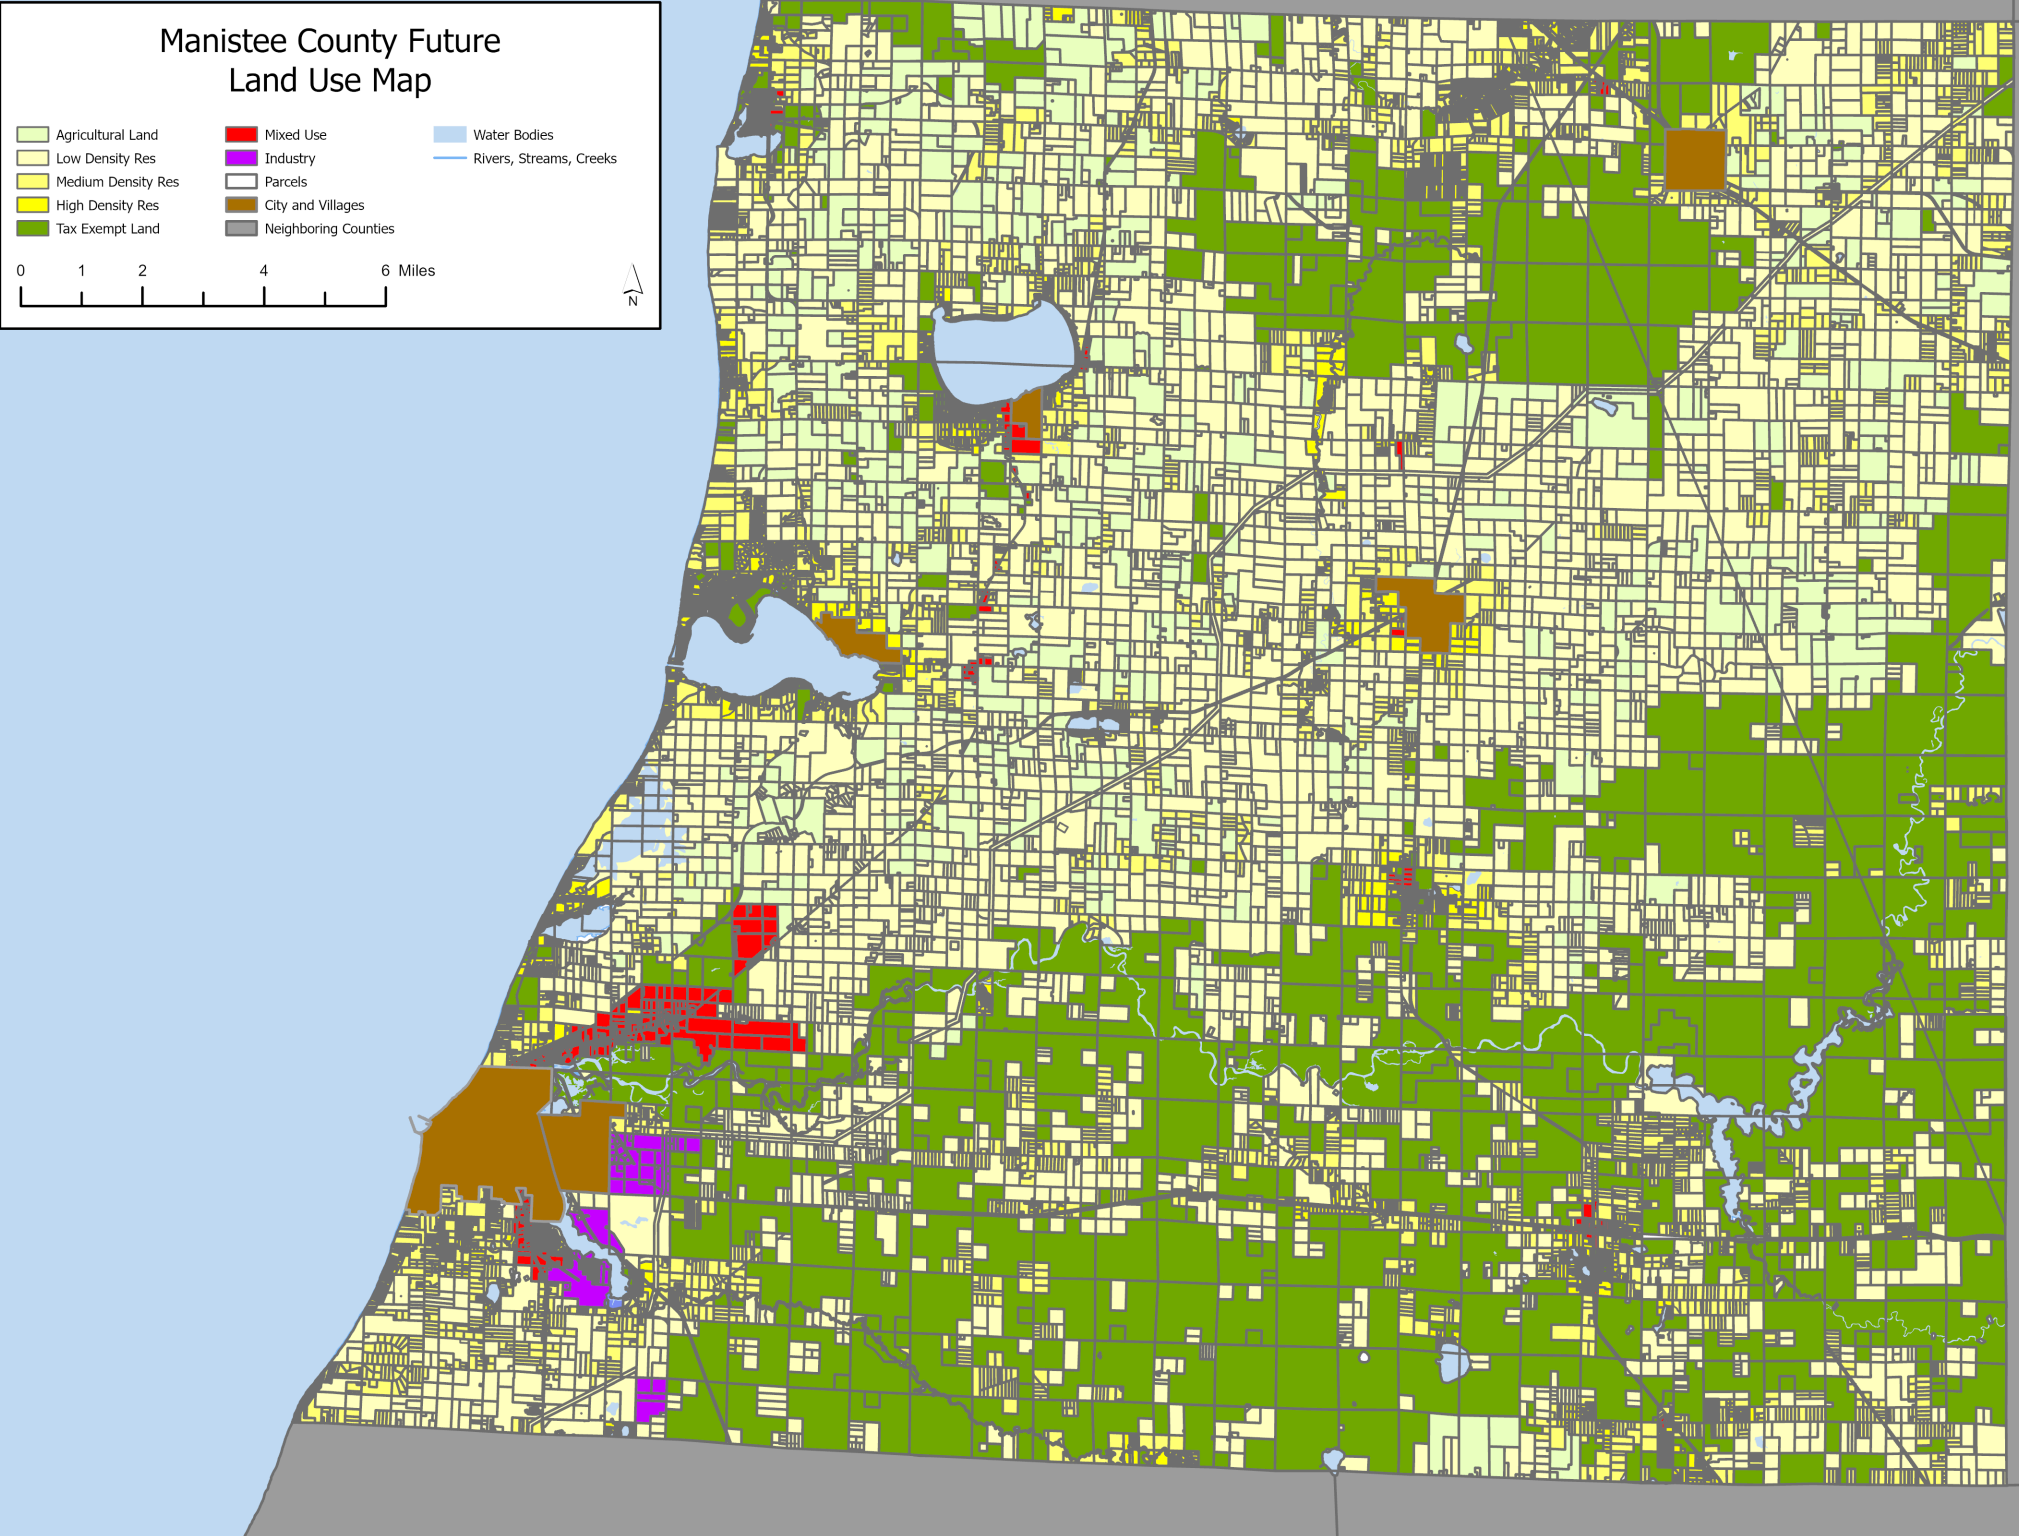 Manistee County Future
Land Use Map
Agricultural Land
Low Density Res
Medium Density Res
High Density Res
Tax Exempt Land
Mixed Use
Industry
Parcels
City and Villages
Neighboring Counties
Water Bodies
Rivers, Streams, Creeks
0 1 2 4 6 Miles
N